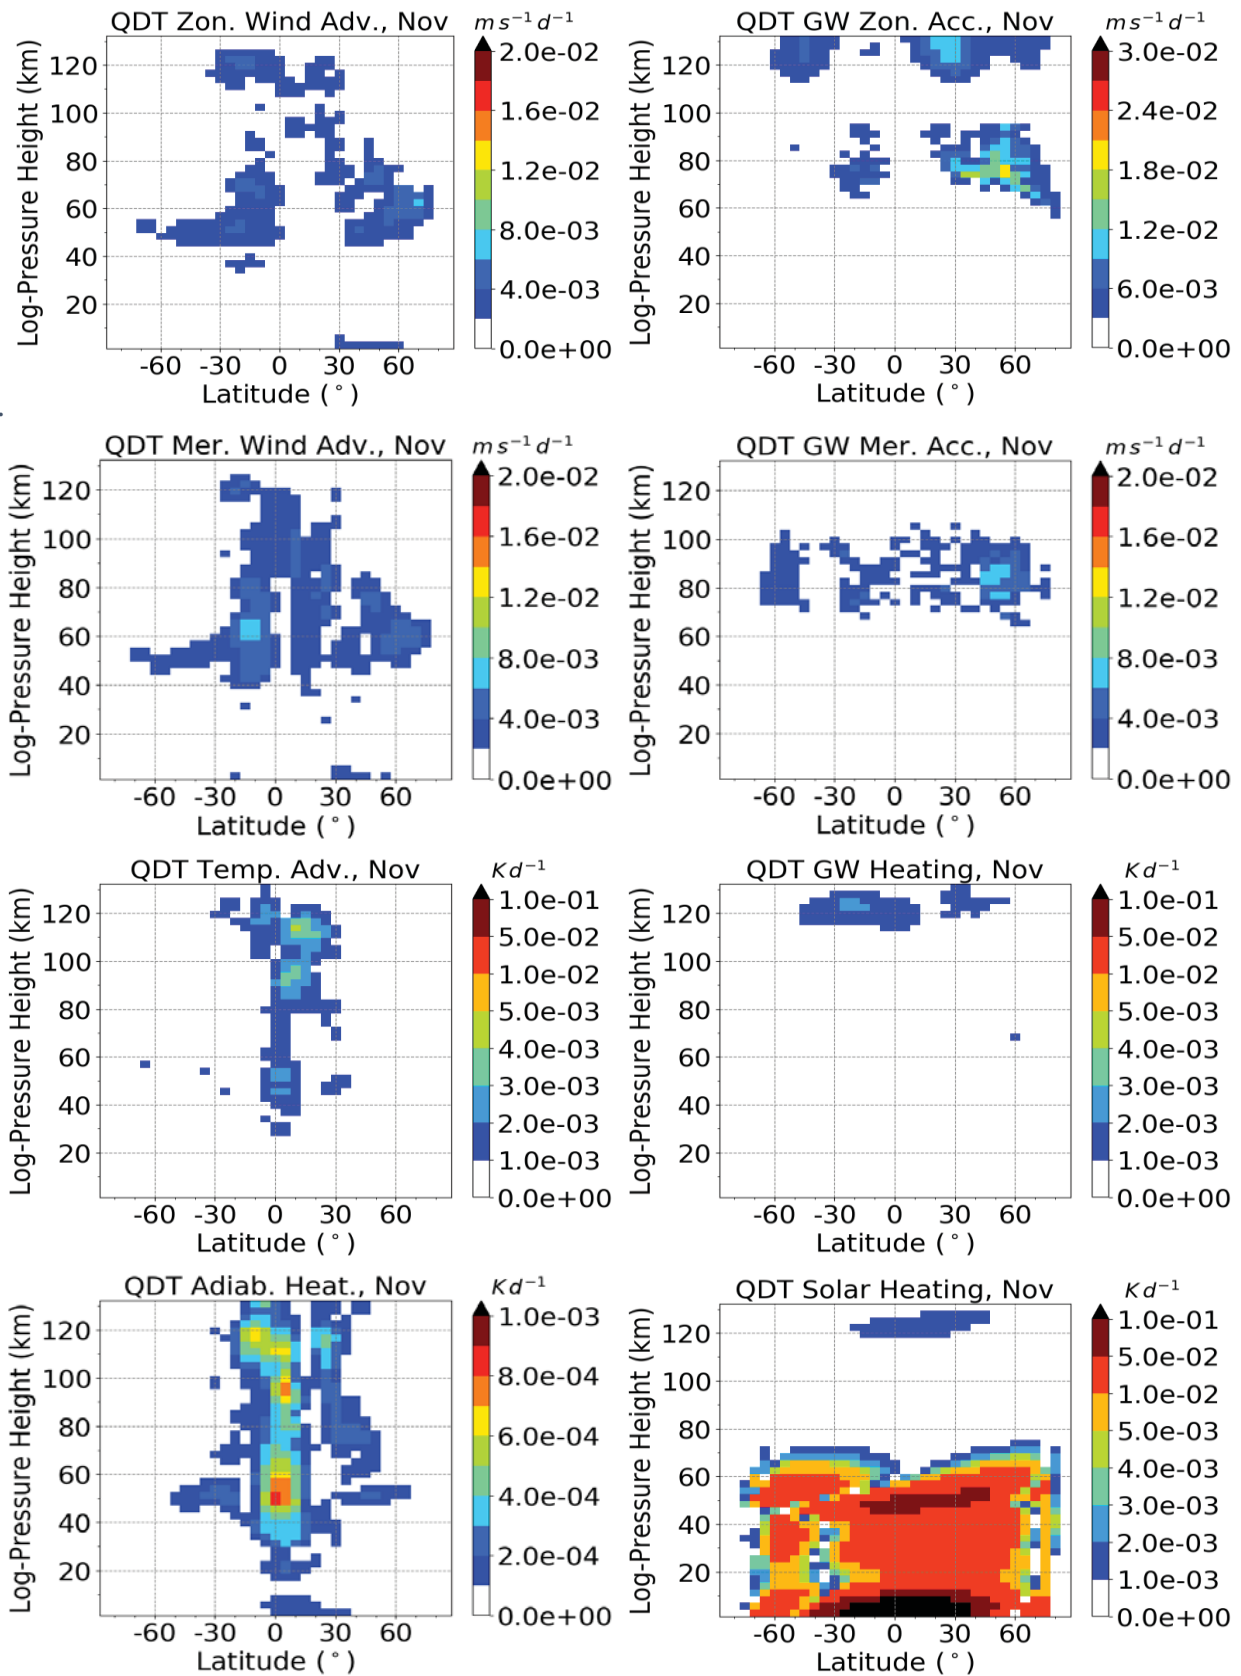 QDT Zon. Wind Adv., Nov
m s⁻¹ d⁻¹
Log-Pressure Height (km)
120
100
80
60
40
20
-60 -30 0 30 60
Latitude (°)
2.0e-02
1.6e-02
1.2e-02
8.0e-03
4.0e-03
0.0e+00
QDT GW Zon. Acc., Nov
m s⁻¹ d⁻¹
Log-Pressure Height (km)
120
100
80
60
40
20
-60 -30 0 30 60
Latitude (°)
3.0e-02
2.4e-02
1.8e-02
1.2e-02
6.0e-03
0.0e+00
QDT Mer. Wind Adv., Nov
m s⁻¹ d⁻¹
Log-Pressure Height (km)
120
100
80
60
40
20
-60 -30 0 30 60
Latitude (°)
2.0e-02
1.6e-02
1.2e-02
8.0e-03
4.0e-03
0.0e+00
QDT GW Mer. Acc., Nov
m s⁻¹ d⁻¹
Log-Pressure Height (km)
120
100
80
60
40
20
-60 -30 0 30 60
Latitude (°)
2.0e-02
1.6e-02
1.2e-02
8.0e-03
4.0e-03
0.0e+00
QDT Temp. Adv., Nov
K d⁻¹
Log-Pressure Height (km)
120
100
80
60
40
20
-60 -30 0 30 60
Latitude (°)
1.0e-01
5.0e-02
1.0e-02
5.0e-03
4.0e-03
3.0e-03
2.0e-03
1.0e-03
0.0e+00
QDT GW Heating, Nov
K d⁻¹
Log-Pressure Height (km)
120
100
80
60
40
20
-60 -30 0 30 60
Latitude (°)
1.0e-01
5.0e-02
1.0e-02
5.0e-03
4.0e-03
3.0e-03
2.0e-03
1.0e-03
0.0e+00
QDT Adiab. Heat., Nov
K d⁻¹
Log-Pressure Height (km)
120
100
80
60
40
20
-60 -30 0 30 60
Latitude (°)
1.0e-03
8.0e-04
6.0e-04
4.0e-04
2.0e-04
0.0e+00
QDT Solar Heating, Nov
K d⁻¹
Log-Pressure Height (km)
120
100
80
60
40
20
-60 -30 0 30 60
Latitude (°)
1.0e-01
5.0e-02
1.0e-02
5.0e-03
4.0e-03
3.0e-03
2.0e-03
1.0e-03
0.0e+00